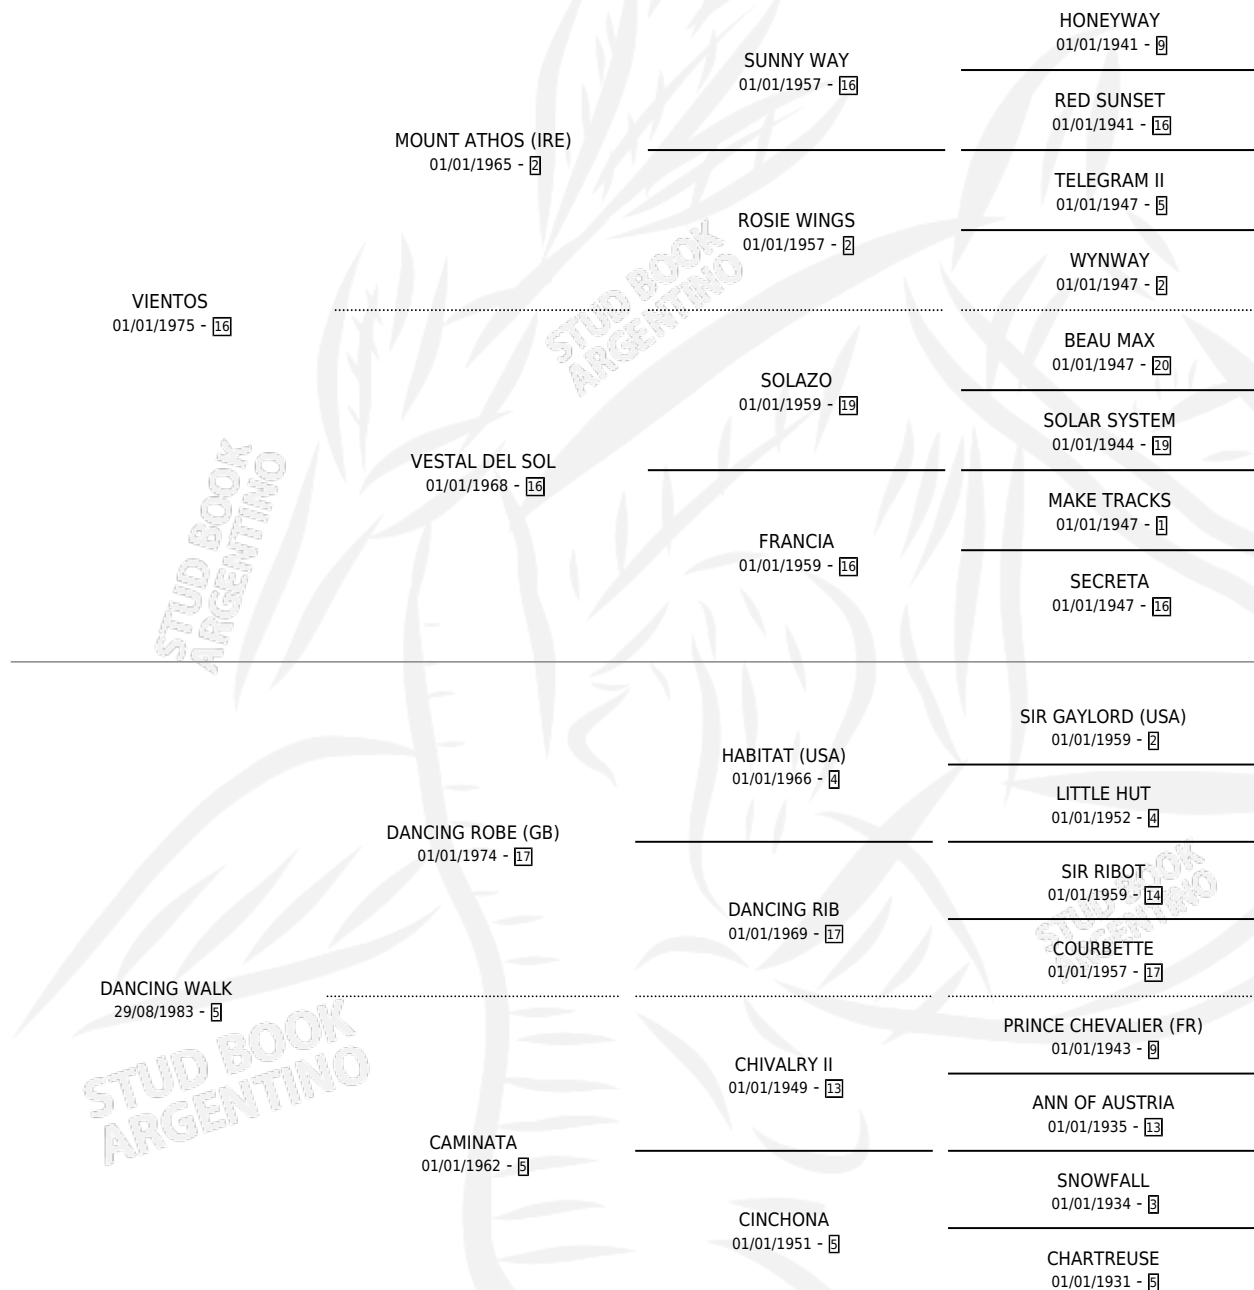 HONEYWAY
01/01/1941 - 9
SUNNY WAY
01/01/1957 - 16
RED SUNSET
01/01/1941 - 16
MOUNT ATHOS (IRE)
01/01/1965 - 2
TELEGRAM II
01/01/1947 - 5
ROSIE WINGS
01/01/1957 - 2
WYNWAY
01/01/1947 - 2
VIENTOS
01/01/1975 - 16
BEAU MAX
01/01/1947 - 20
SOLAZO
01/01/1959 - 19
SOLAR SYSTEM
01/01/1944 - 19
VESTAL DEL SOL
01/01/1968 - 16
MAKE TRACKS
01/01/1947 - 1
FRANCIA
01/01/1959 - 16
SECRETA
01/01/1947 - 16
SIR GAYLORD (USA)
01/01/1959 - 2
HABITAT (USA)
01/01/1966 - 4
LITTLE HUT
01/01/1952 - 4
DANCING ROBE (GB)
01/01/1974 - 17
SIR RIBOT
01/01/1959 - 14
DANCING RIB
01/01/1969 - 17
COURBETTE
01/01/1957 - 17
DANCING WALK
29/08/1983 - 5
PRINCE CHEVALIER (FR)
01/01/1943 - 9
CHIVALRY II
01/01/1949 - 13
ANN OF AUSTRIA
01/01/1935 - 13
CAMINATA
01/01/1962 - 5
SNOWFALL
01/01/1934 - 3
CINCHONA
01/01/1951 - 5
CHARTREUSE
01/01/1931 - 5
STUD BOOK
ARGENTINO
STUD BOOK
ARGENTINO
STUD BOOK
ARGENTINO
STUD BOOK
ARGENTINO